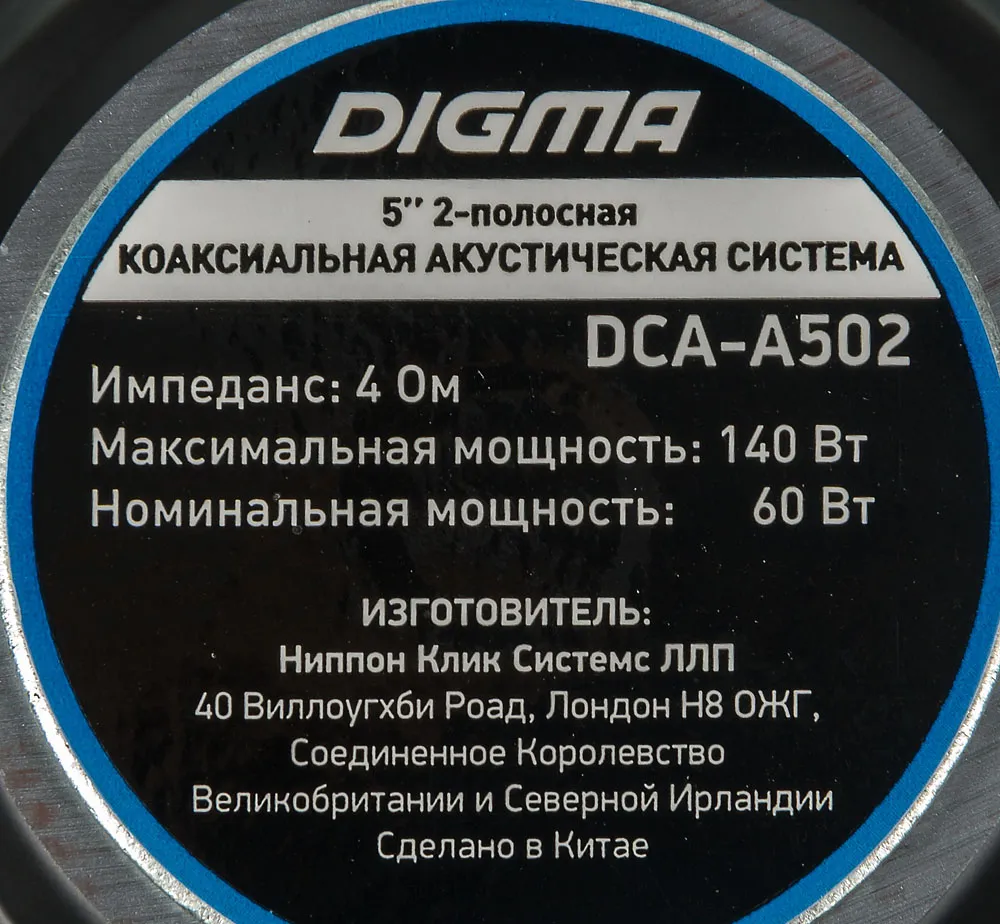 DIGMA
5'' 2-полосная
КОАКСИАЛЬНАЯ АКУСТИЧЕСКАЯ СИСТЕМА
DCA-A502
Импеданс: 4 Ом
Максимальная мощность: 140 Вт
Номинальная мощность: 60 Вт
ИЗГОТОВИТЕЛЬ:
Ниппон Клик Системс ЛЛП
40 Виллоугхби Роад, Лондон Н8 ОЖГ,
Соединенное Королевство
Великобритании и Северной Ирландии
Сделано в Китае